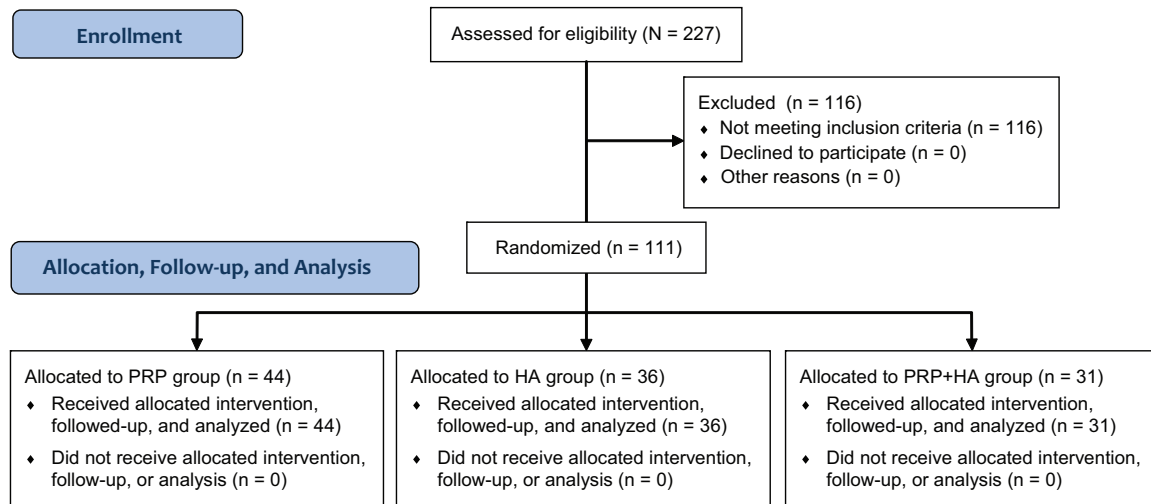 Enrollment
Assessed for eligibility (N = 227)
Excluded (n = 116)
♦ Not meeting inclusion criteria (n = 116)
♦ Declined to participate (n = 0)
♦ Other reasons (n = 0)
Randomized (n = 111)
Allocation, Follow-up, and Analysis
Allocated to PRP group (n = 44)
♦ Received allocated intervention,
followed-up, and analyzed (n = 44)
♦ Did not receive allocated intervention,
follow-up, or analysis (n = 0)
Allocated to HA group (n = 36)
♦ Received allocated intervention,
followed-up, and analyzed (n = 36)
♦ Did not receive allocated intervention,
follow-up, or analysis (n = 0)
Allocated to PRP+HA group (n = 31)
♦ Received allocated intervention,
followed-up, and analyzed (n = 31)
♦ Did not receive allocated intervention,
follow-up, or analysis (n = 0)